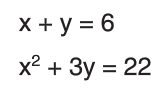 x + y = 6
x² + 3y = 22